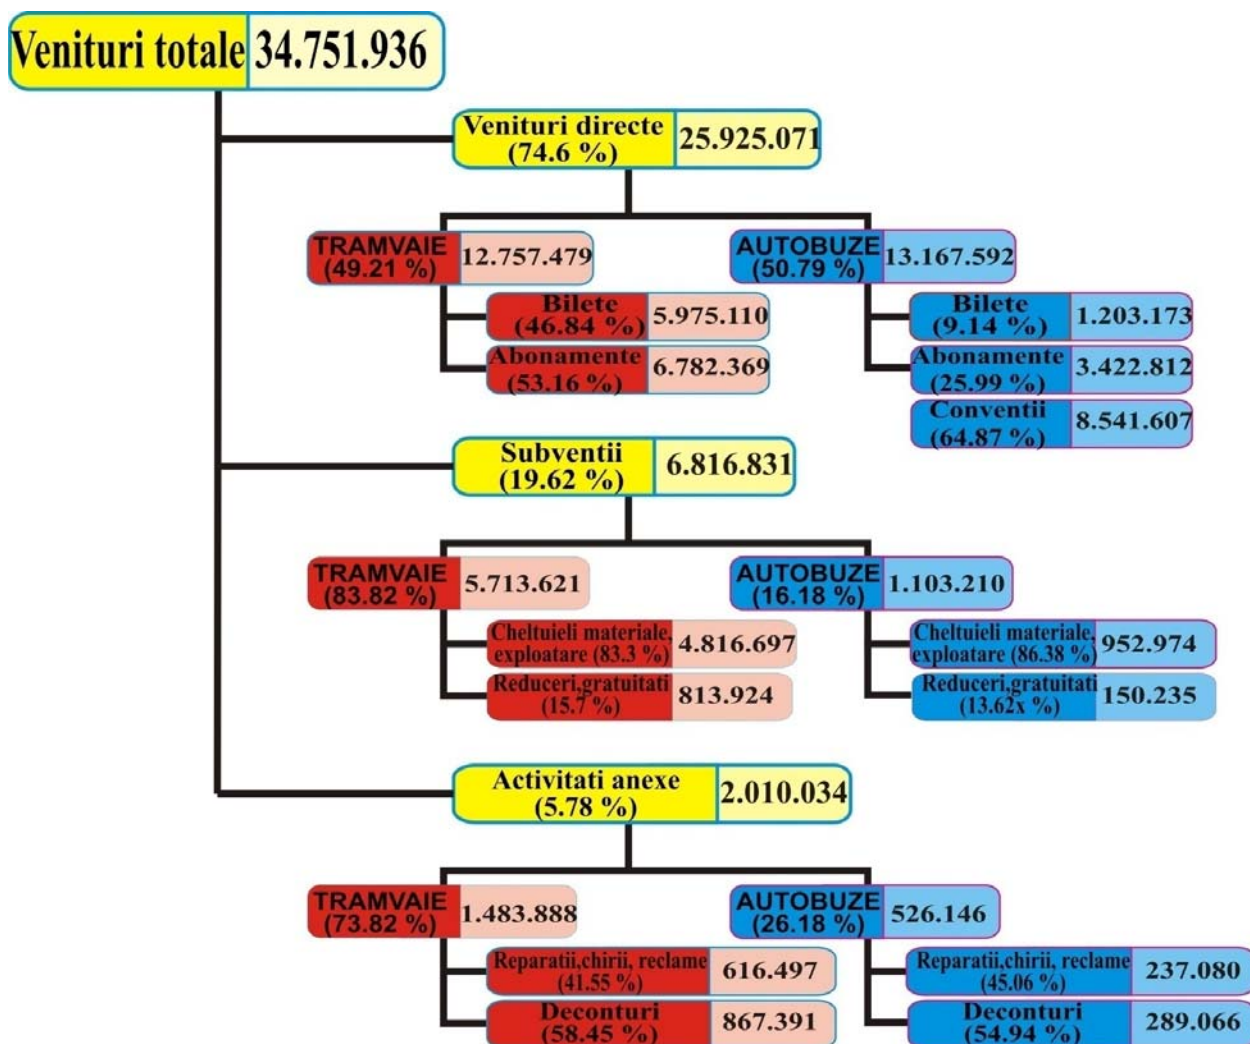 Venituri totale 34.751.936
Venituri directe
(74.6 %)
25.925.071
TRAMVAIE
(49.21 %)
12.757.479
AUTOBUZE
(50.79 %)
13.167.592
Bilete
(46.84 %)
5.975.110
Bilete
(9.14 %)
1.203.173
Abonamente
(53.16 %)
6.782.369
Abonamente
(25.99 %)
3.422.812
Conventii
(64.87 %)
8.541.607
Subventii
(19.62 %)
6.816.831
TRAMVAIE
(83.82 %)
5.713.621
AUTOBUZE
(16.18 %)
1.103.210
Cheltuieli materiale,
exploatare (83.3 %)
4.816.697
Cheltuieli materiale,
exploatare (86.38 %)
952.974
Reduceri,gratuitati
(15.7 %)
813.924
Reduceri,gratuitati
(13.62x %)
150.235
Activitati anexe
(5.78 %)
2.010.034
TRAMVAIE
(73.82 %)
1.483.888
AUTOBUZE
(26.18 %)
526.146
Reparatii,chirii, reclame
(41.55 %)
616.497
Reparatii,chirii, reclame
(45.06 %)
237.080
Deconturi
(58.45 %)
867.391
Deconturi
(54.94 %)
289.066